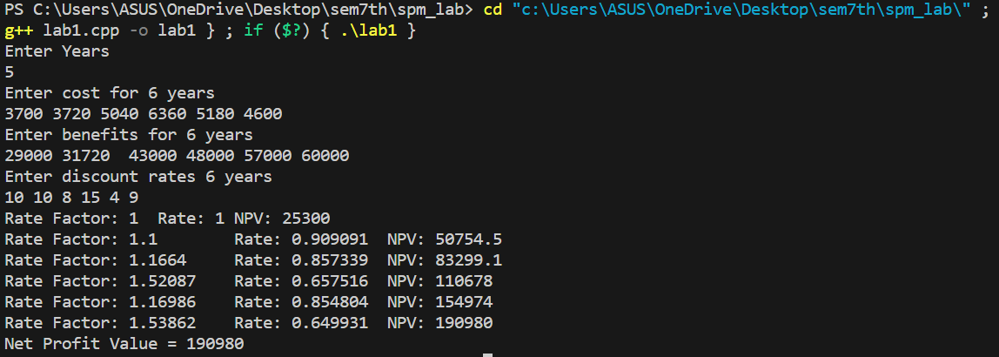 PS C:\Users\ASUS\OneDrive\Desktop\sem7th\spm_lab> cd "c:\Users\ASUS\OneDrive\Desktop\sem7th\spm_lab\" ;
g++ lab1.cpp -o lab1 } ; if ($?) { .\lab1 }
Enter Years
5
Enter cost for 6 years
3700 3720 5040 6360 5180 4600
Enter benefits for 6 years
29000 31720  43000 48000 57000 60000
Enter discount rates 6 years
10 10 8 15 4 9
Rate Factor: 1  Rate: 1 NPV: 25300
Rate Factor: 1.1        Rate: 0.909091  NPV: 50754.5
Rate Factor: 1.1664     Rate: 0.857339  NPV: 83299.1
Rate Factor: 1.52087    Rate: 0.657516  NPV: 110678
Rate Factor: 1.16986    Rate: 0.854804  NPV: 154974
Rate Factor: 1.53862    Rate: 0.649931  NPV: 190980
Net Profit Value = 190980